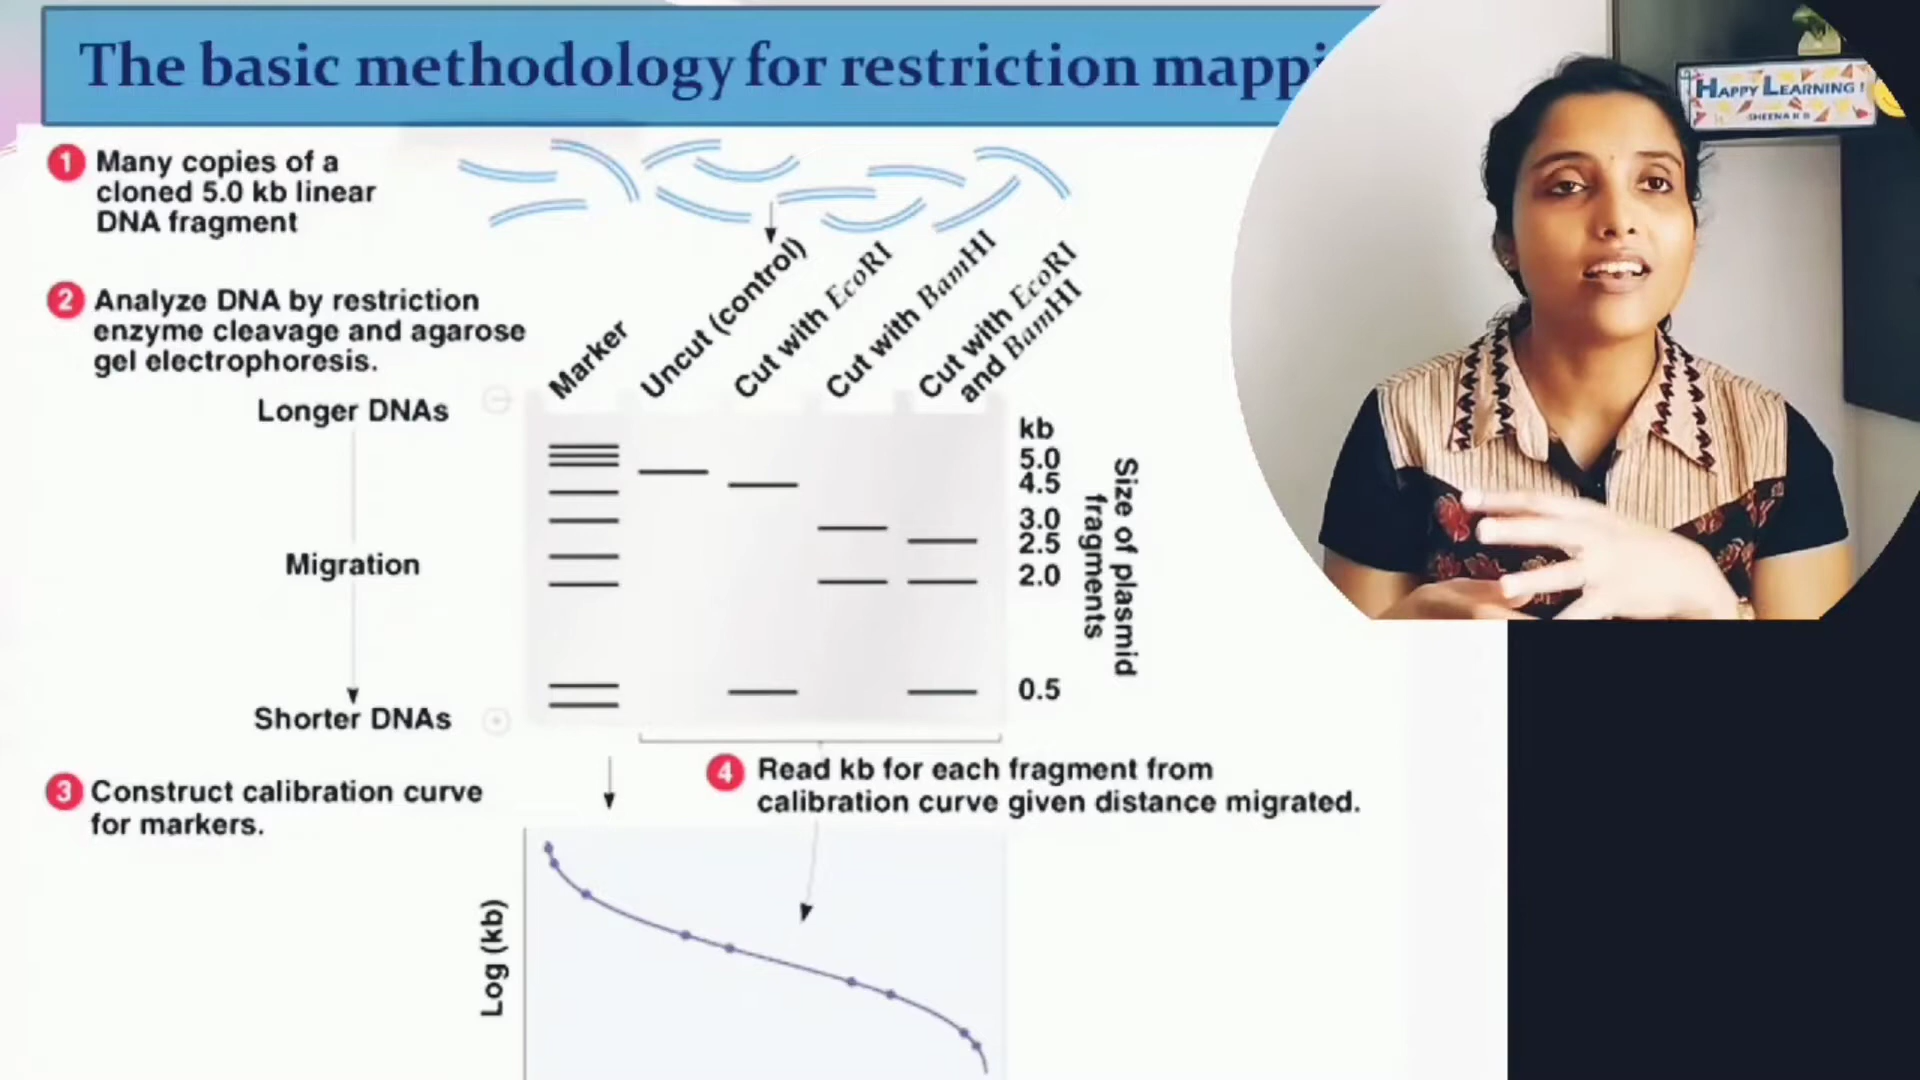 The basic methodology for restriction mappi
HAPPY LEARNING !
SHEENA K B
1 Many copies of a
cloned 5.0 kb linear
DNA fragment
2 Analyze DNA by restriction
enzyme cleavage and agarose
gel electrophoresis.
Marker
Uncut (control)
Cut with EcoRI
Cut with BamHI
Cut with EcoRI
and BamHI
Longer DNAs
Migration
Shorter DNAs
kb
5.0
4.5
3.0
2.5
2.0
0.5
Size of plasmid
fragments
3 Construct calibration curve
for markers.
4 Read kb for each fragment from
calibration curve given distance migrated.
Log (kb)